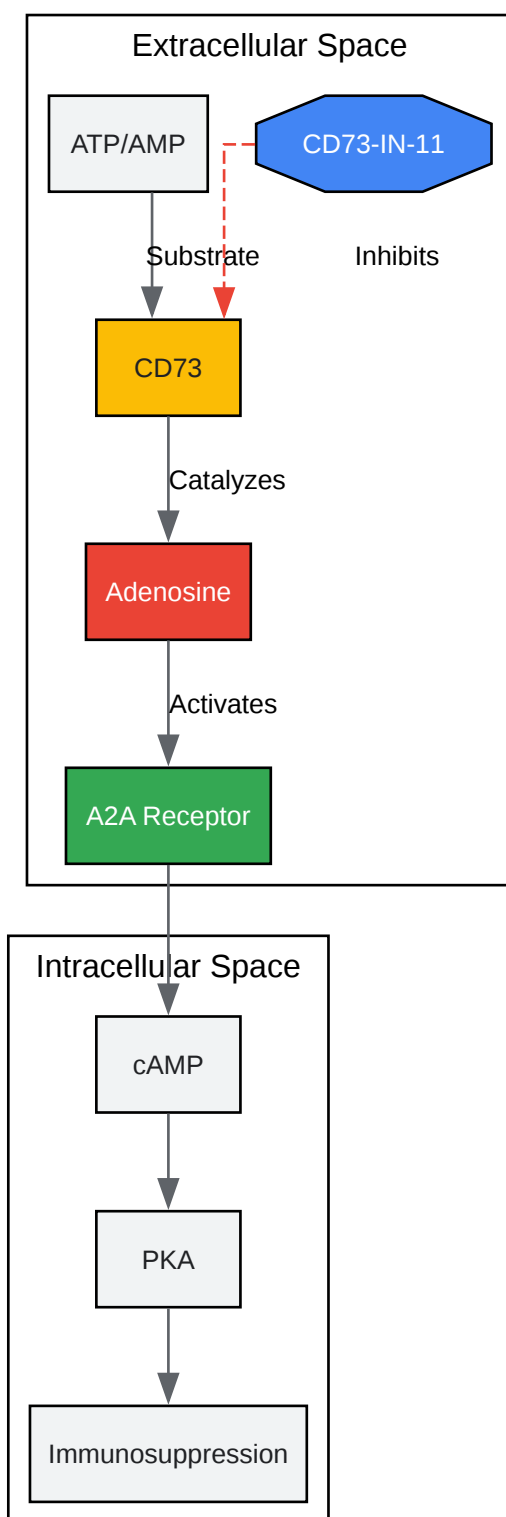 Extracellular Space
ATP/AMP
CD73-IN-11
Substrate
Inhibits
CD73
Catalyzes
Adenosine
Activates
A2A Receptor
Intracellular Space
cAMP
PKA
Immunosuppression